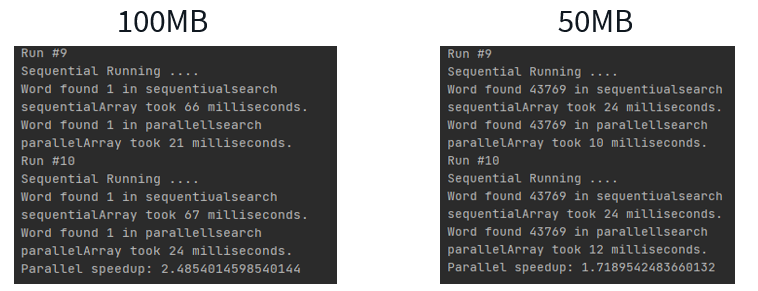 100MB
Run #9
Sequential Running ....
Word found 1 in sequentiualsearch
sequentialArray took 66 milliseconds.
Word found 1 in parallellsearch
parallelArray took 21 milliseconds.
Run #10
Sequential Running ....
Word found 1 in sequentiualsearch
sequentialArray took 67 milliseconds.
Word found 1 in parallellsearch
parallelArray took 24 milliseconds.
Parallel speedup: 2.4854014598540144
50MB
Run #9
Sequential Running ....
Word found 43769 in sequentiualsearch
sequentialArray took 24 milliseconds.
Word found 43769 in parallellsearch
parallelArray took 10 milliseconds.
Run #10
Sequential Running ....
Word found 43769 in sequentiualsearch
sequentialArray took 24 milliseconds.
Word found 43769 in parallellsearch
parallelArray took 12 milliseconds.
Parallel speedup: 1.7189542483660132